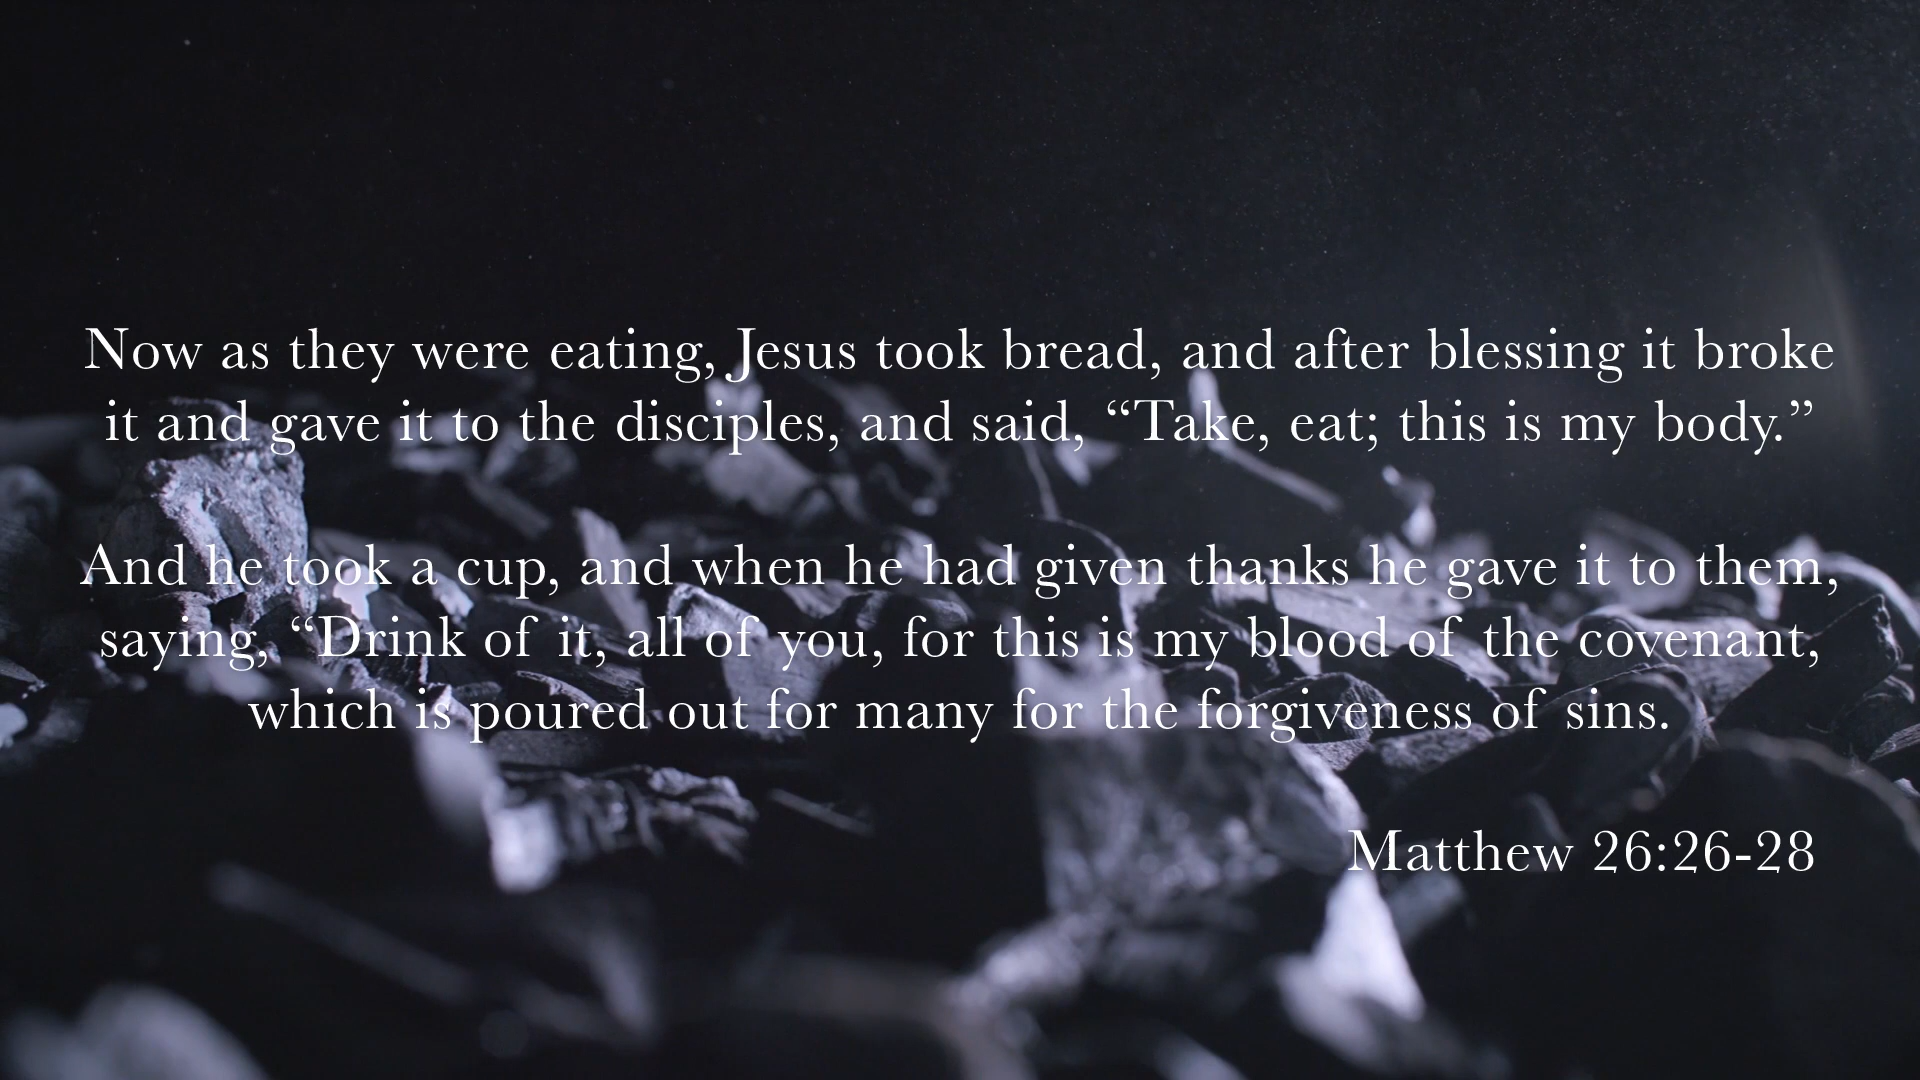 Now as they were eating, Jesus took bread, and after blessing it broke
it and gave it to the disciples, and said, “Take, eat; this is my body.”
And he took a cup, and when he had given thanks he gave it to them,
saying, “Drink of it, all of you, for this is my blood of the covenant,
which is poured out for many for the forgiveness of sins.
Matthew 26:26-28